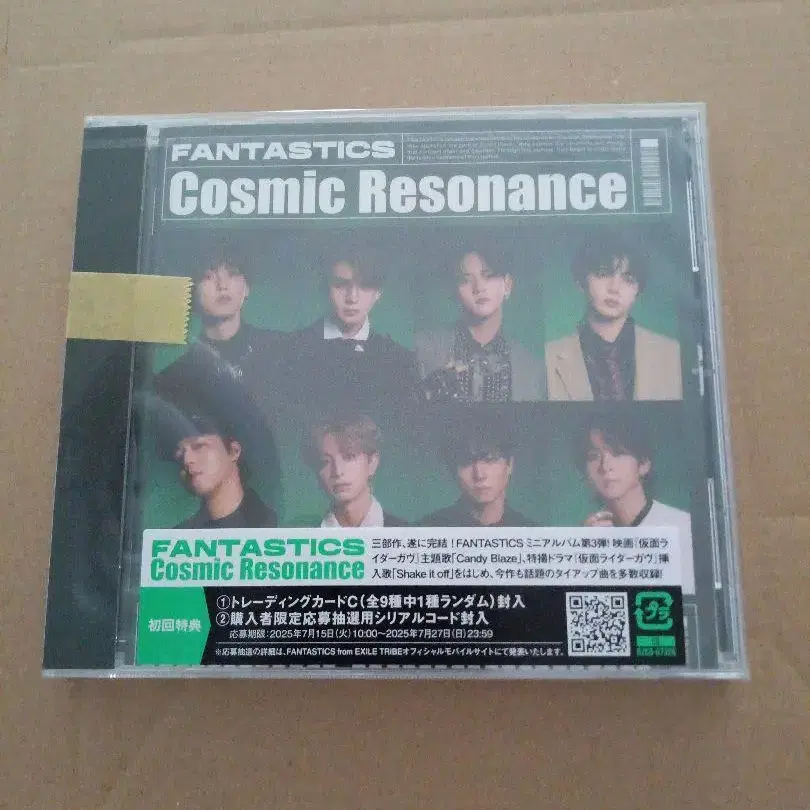 FANTASTICS
Cosmic Resonance
FANTASTICS
Cosmic Resonance
三部作、遂に完結！FANTASTICS ミニアルバム第3弾！映画『仮面ラ
イダーガヴ』主題歌「Candy Blaze」、特撮ドラマ『仮面ライダーガヴ』挿
入歌「Shake it off」をはじめ、今作も話題のタイアップ曲を多数収録！
初回特典
①トレーディングカードC（全9種中1種ランダム）封入
②購入者限定応募抽選用シリアルコード封入
応募期限：2025年7月15日（火）10:00〜2025年7月27日（日）23:59
※応募抽選の詳細は、FANTASTICS from EXILE TRIBEオフィシャルモバイルサイトにて発表いたします。